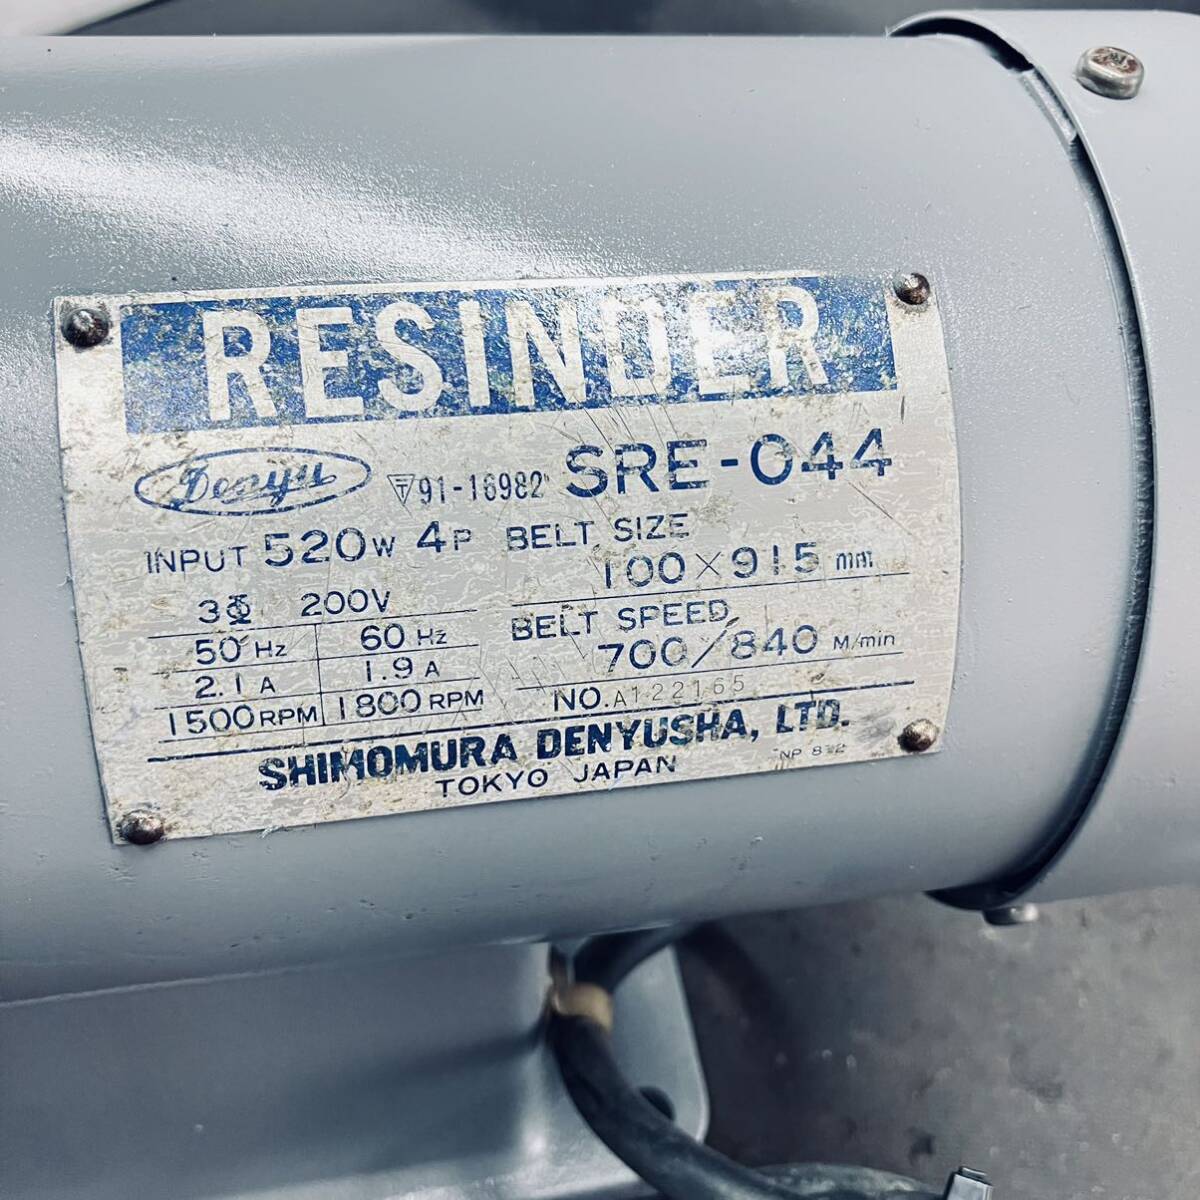 RESINDER
Denyu 〒91-16982 SRE-044
INPUT 520W 4P
3Φ 200V
50 Hz 60 Hz
2.1 A 1.9 A
1500 RPM 1800 RPM
BELT SIZE
100×915 mm
BELT SPEED
700/840 M/min
NO. A122165
SHIMOMURA DENYUSHA, LTD.
TOKYO JAPAN
NP